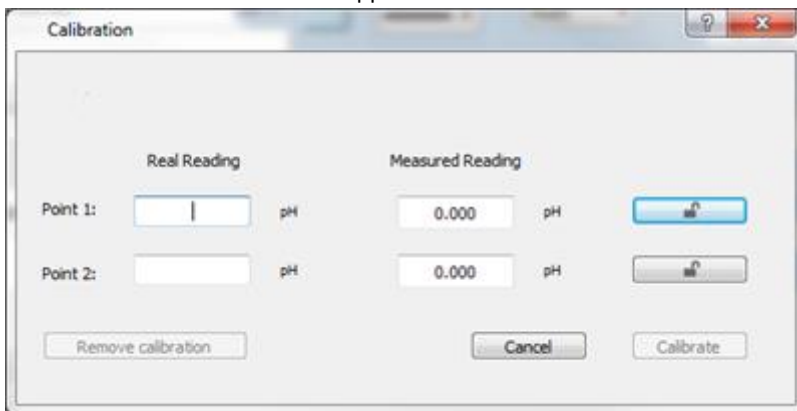 Calibration
Real Reading Measured Reading
Point 1: pH 0.000 pH
Point 2: pH 0.000 pH
Remove calibration Cancel Calibrate